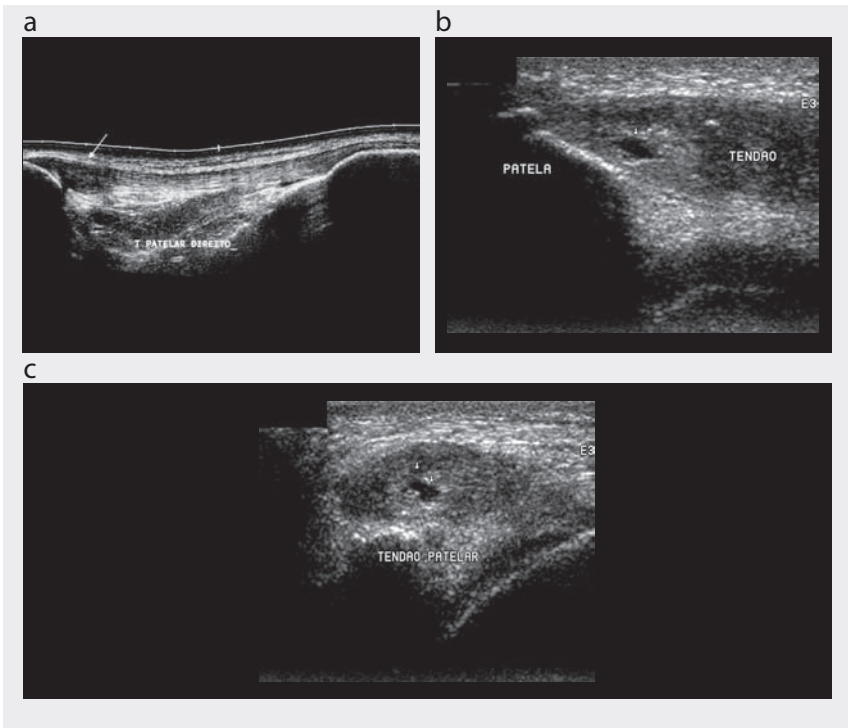 a
T PATELAR DIREITO
b
E3
PATELA
TENDAO
c
E3
TENDAO PATELAR